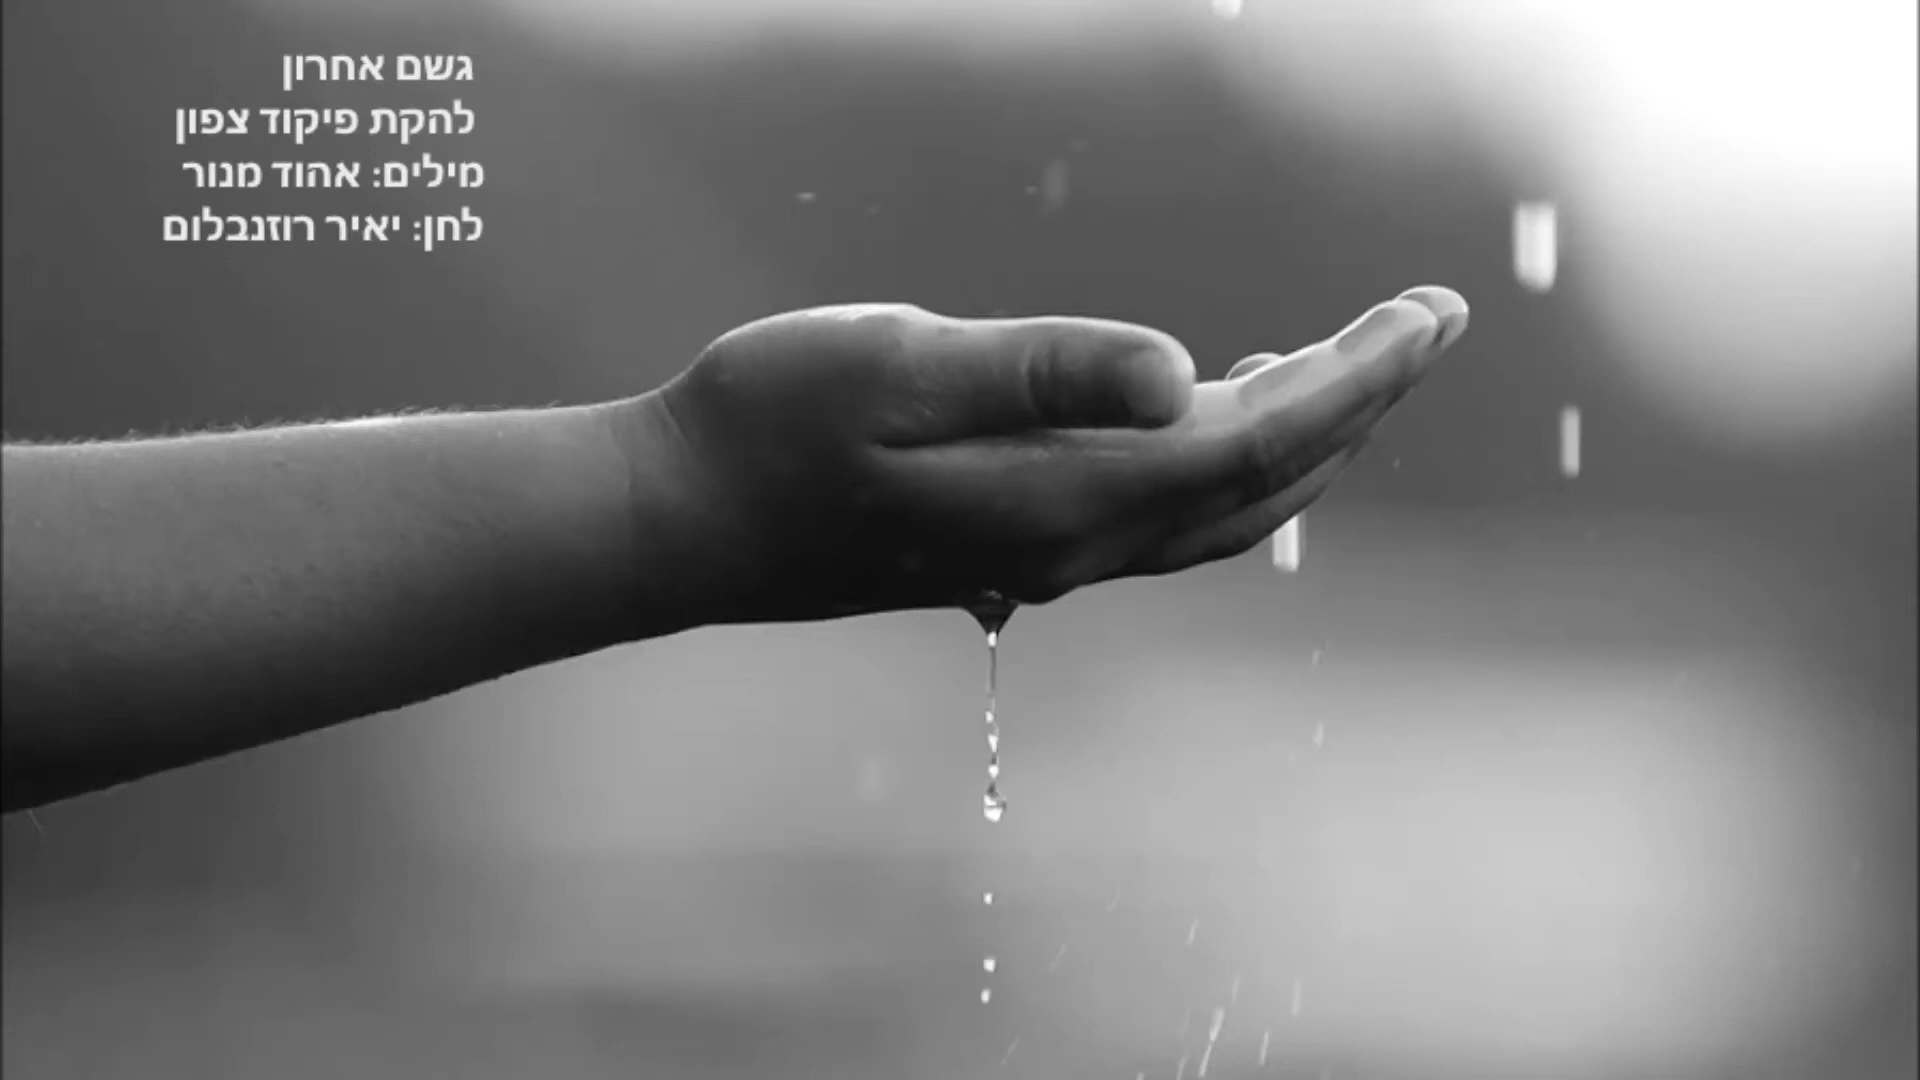 גשם אחרון
להקת פיקוד צפון
מילים: אהוד מנור
לחן: יאיר רוזנבלום